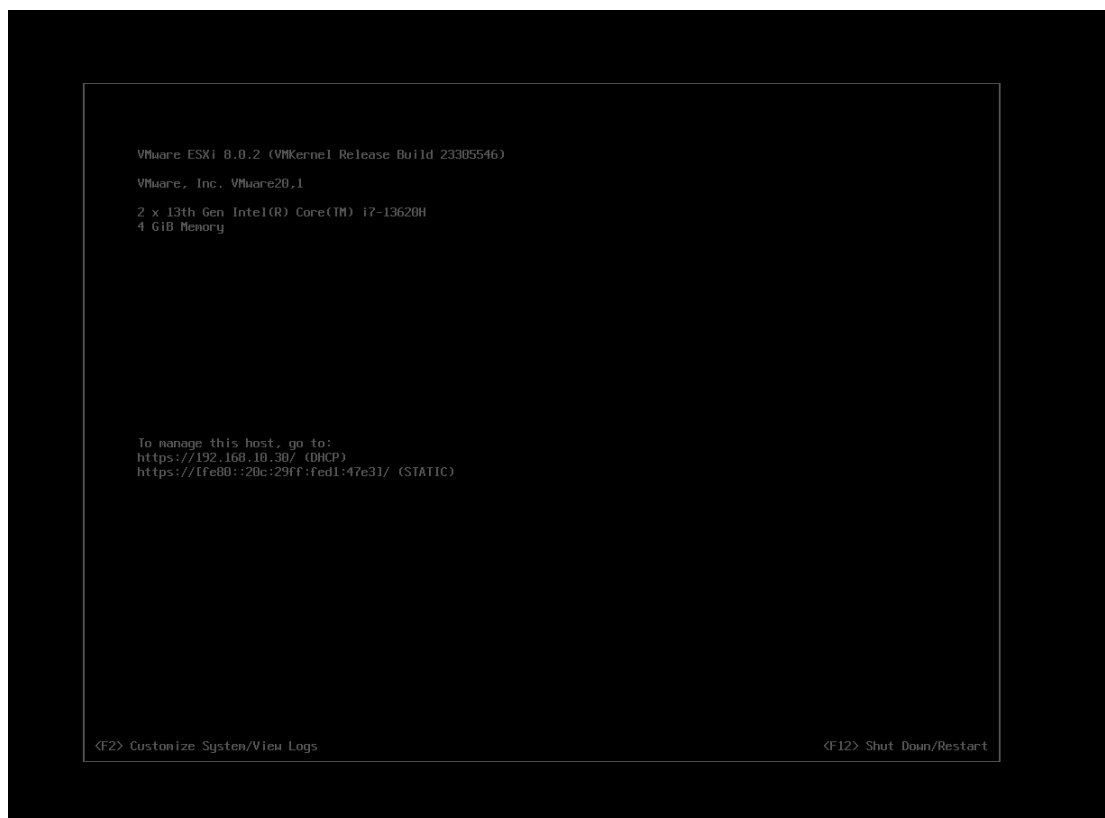 VMware ESXi 8.0.2 (VMKernel Release Build 23305546)
VMware, Inc. VMware20,1
2 x 13th Gen Intel(R) Core(TM) i7-13620H
4 GiB Memory
To manage this host, go to:
https://192.168.10.30/ (DHCP)
https://[fe80::20c:29ff:fed1:47e3]/ (STATIC)
<F2> Customize System/View Logs
<F12> Shut Down/Restart